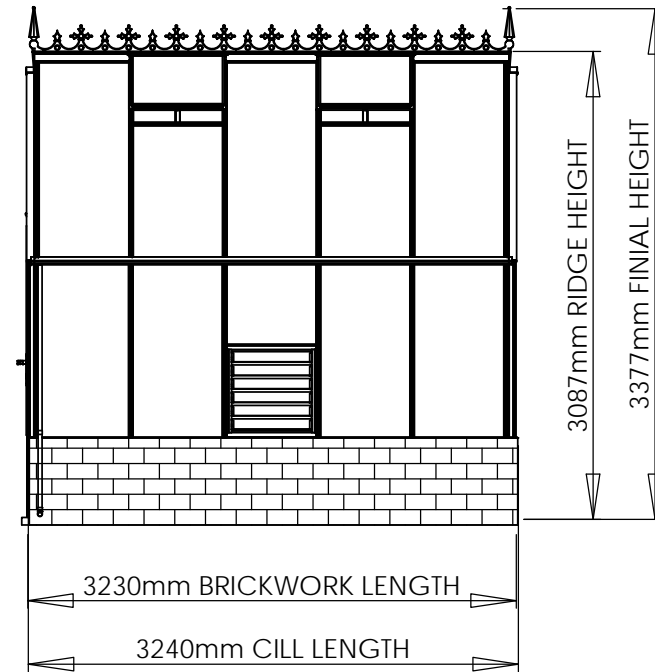 3087mm RIDGE HEIGHT
3377mm FINIAL HEIGHT
3230mm BRICKWORK LENGTH
3240mm CILL LENGTH